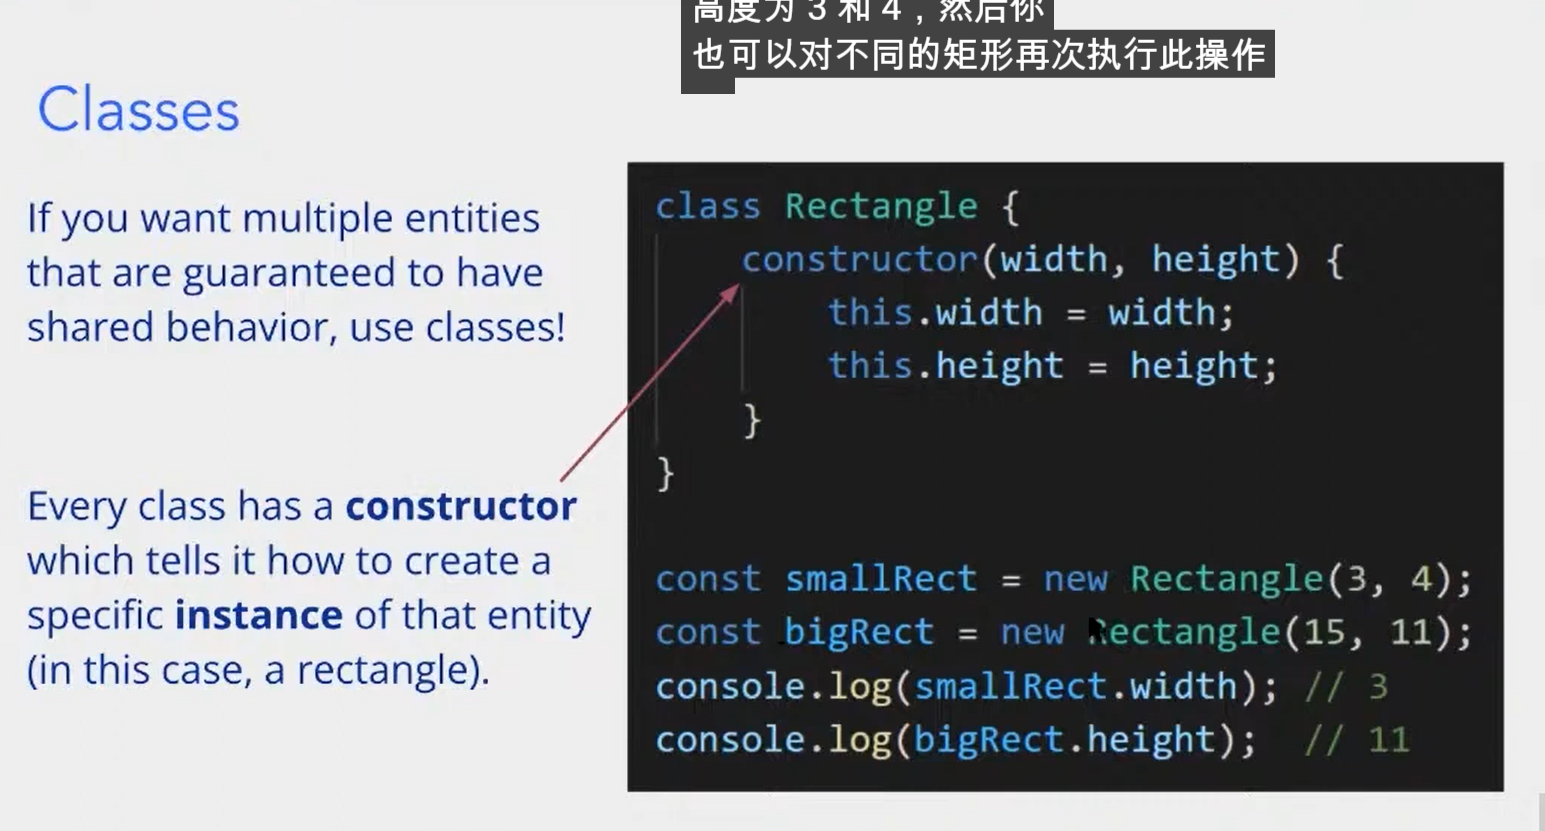 高度为 3 和 4，然后你
也可以对不同的矩形再次执行此操作
Classes
If you want multiple entities
that are guaranteed to have
shared behavior, use classes!
Every class has a constructor
which tells it how to create a
specific instance of that entity
(in this case, a rectangle).
class Rectangle {
constructor(width, height) {
this.width = width;
this.height = height;
}
}
const smallRect = new Rectangle(3, 4);
const bigRect = new Rectangle(15, 11);
console.log(smallRect.width); // 3
console.log(bigRect.height); // 11